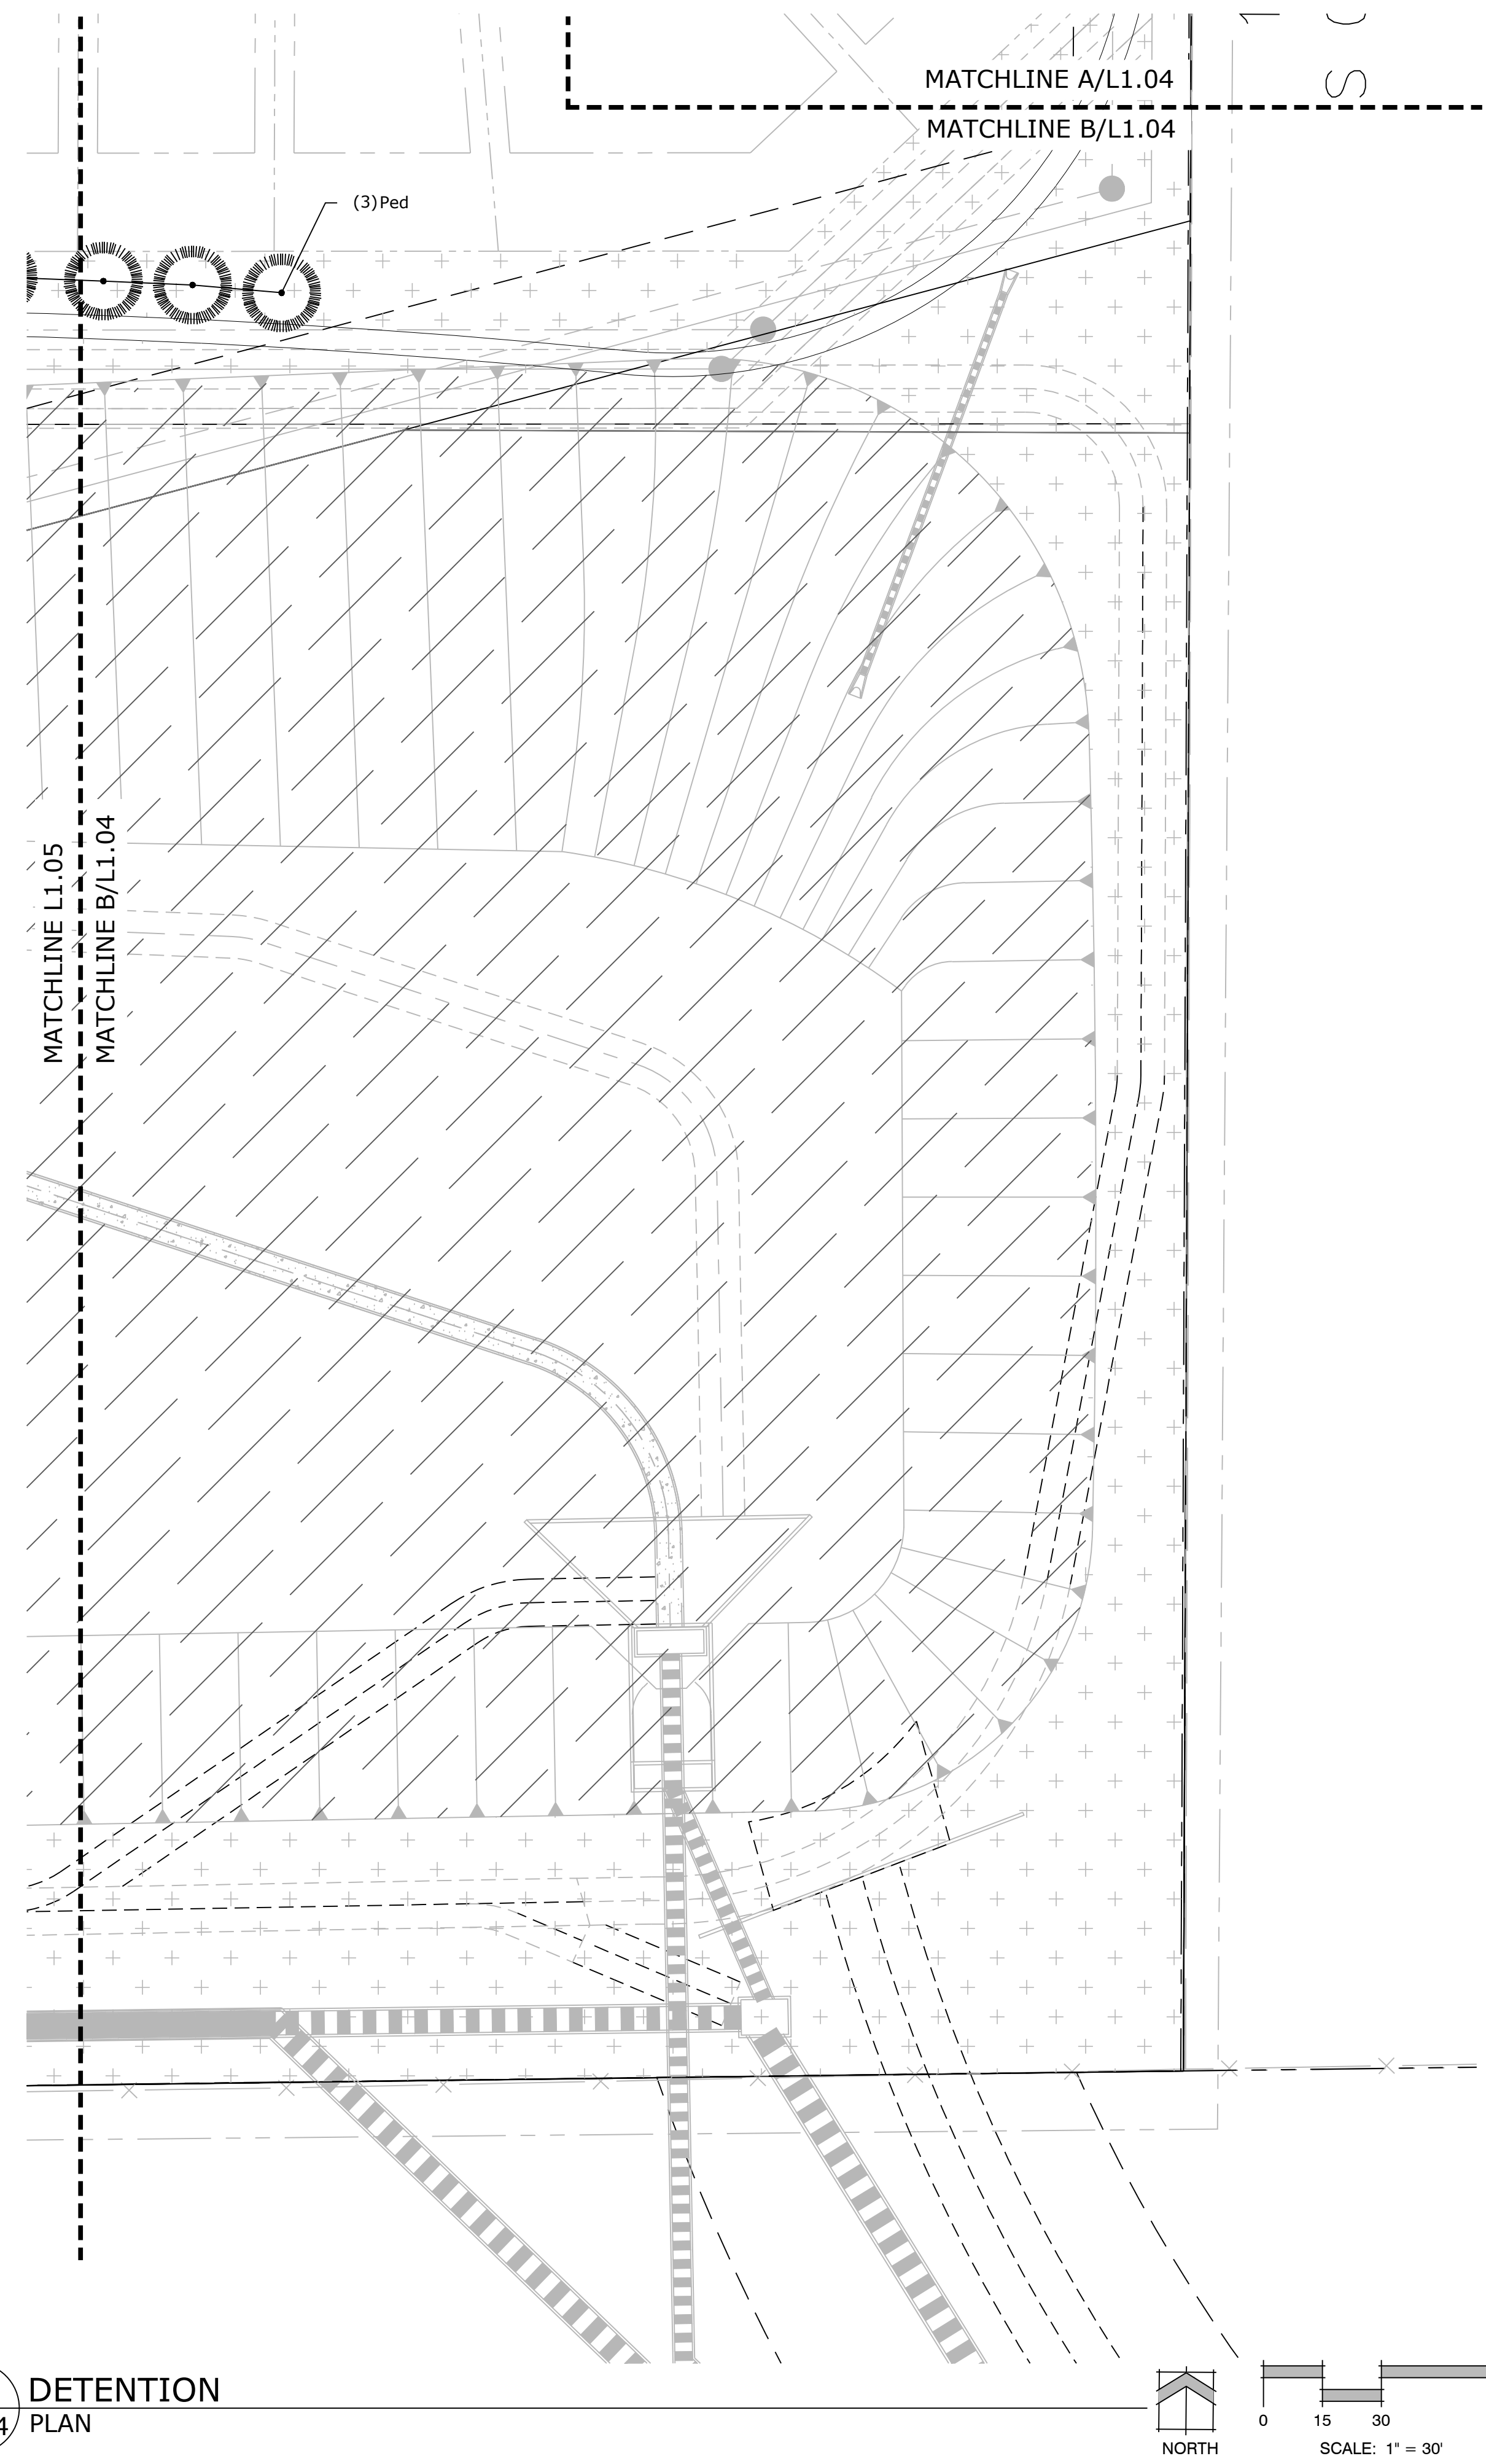 MATCHLINE A/L1.04
MATCHLINE B/L1.04
(3)Ped
MATCHLINE L1.05
MATCHLINE B/L1.04
DETENTION
PLAN
4
NORTH
0 15 30
SCALE: 1" = 30'